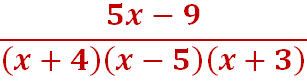 5x − 9
(x + 4)(x − 5)(x + 3)